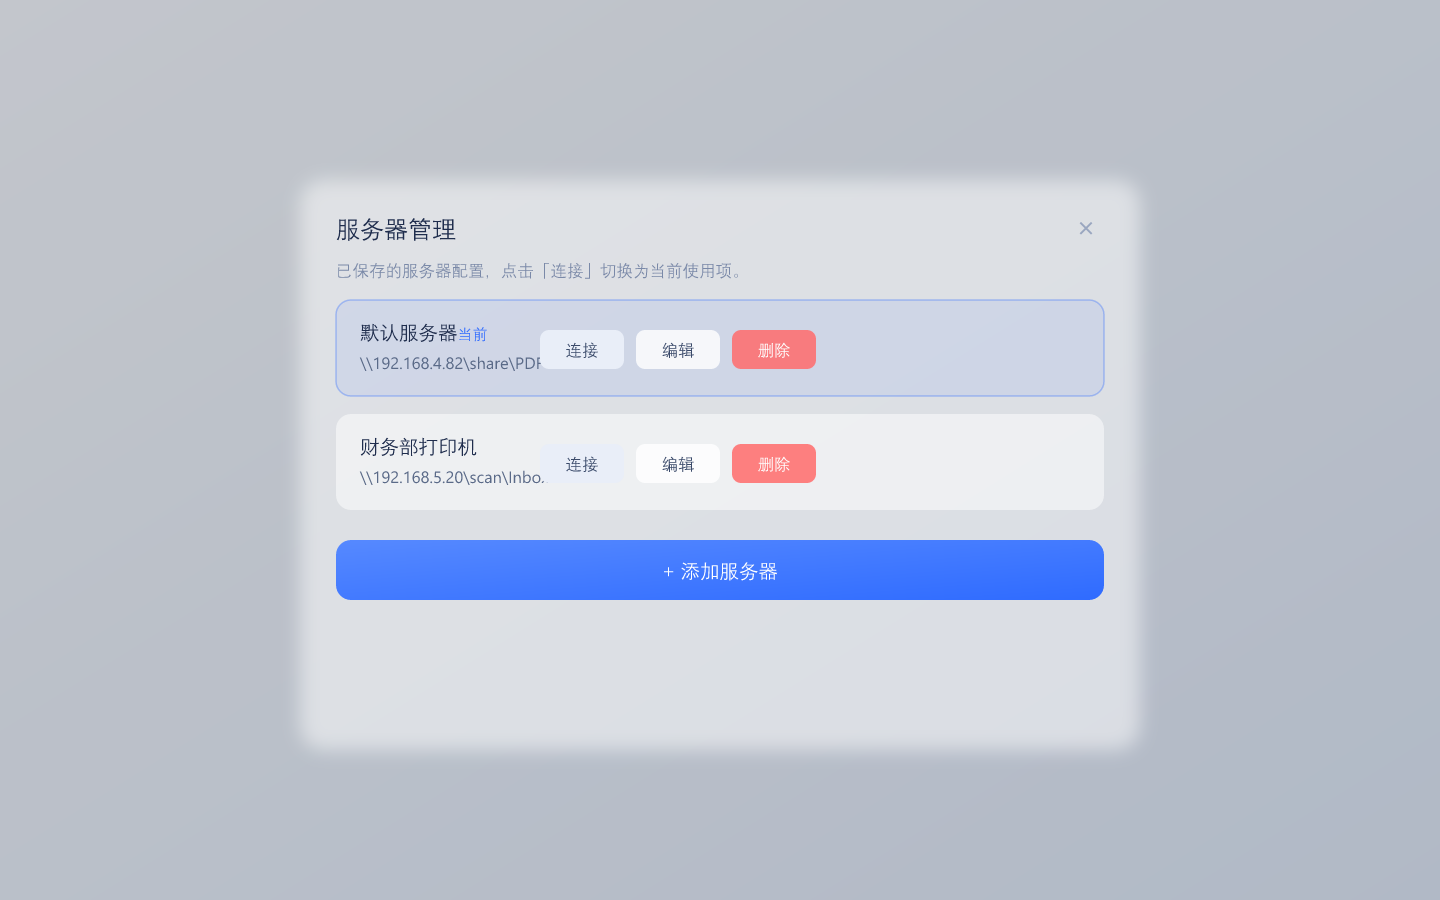 服务器管理
×
已保存的服务器配置，点击「连接」切换为当前使用项。
默认服务器当前
\\192.168.4.82\share\PDF
连接
编辑
删除
财务部打印机
\\192.168.5.20\scan\Inbo
连接
编辑
删除
+ 添加服务器